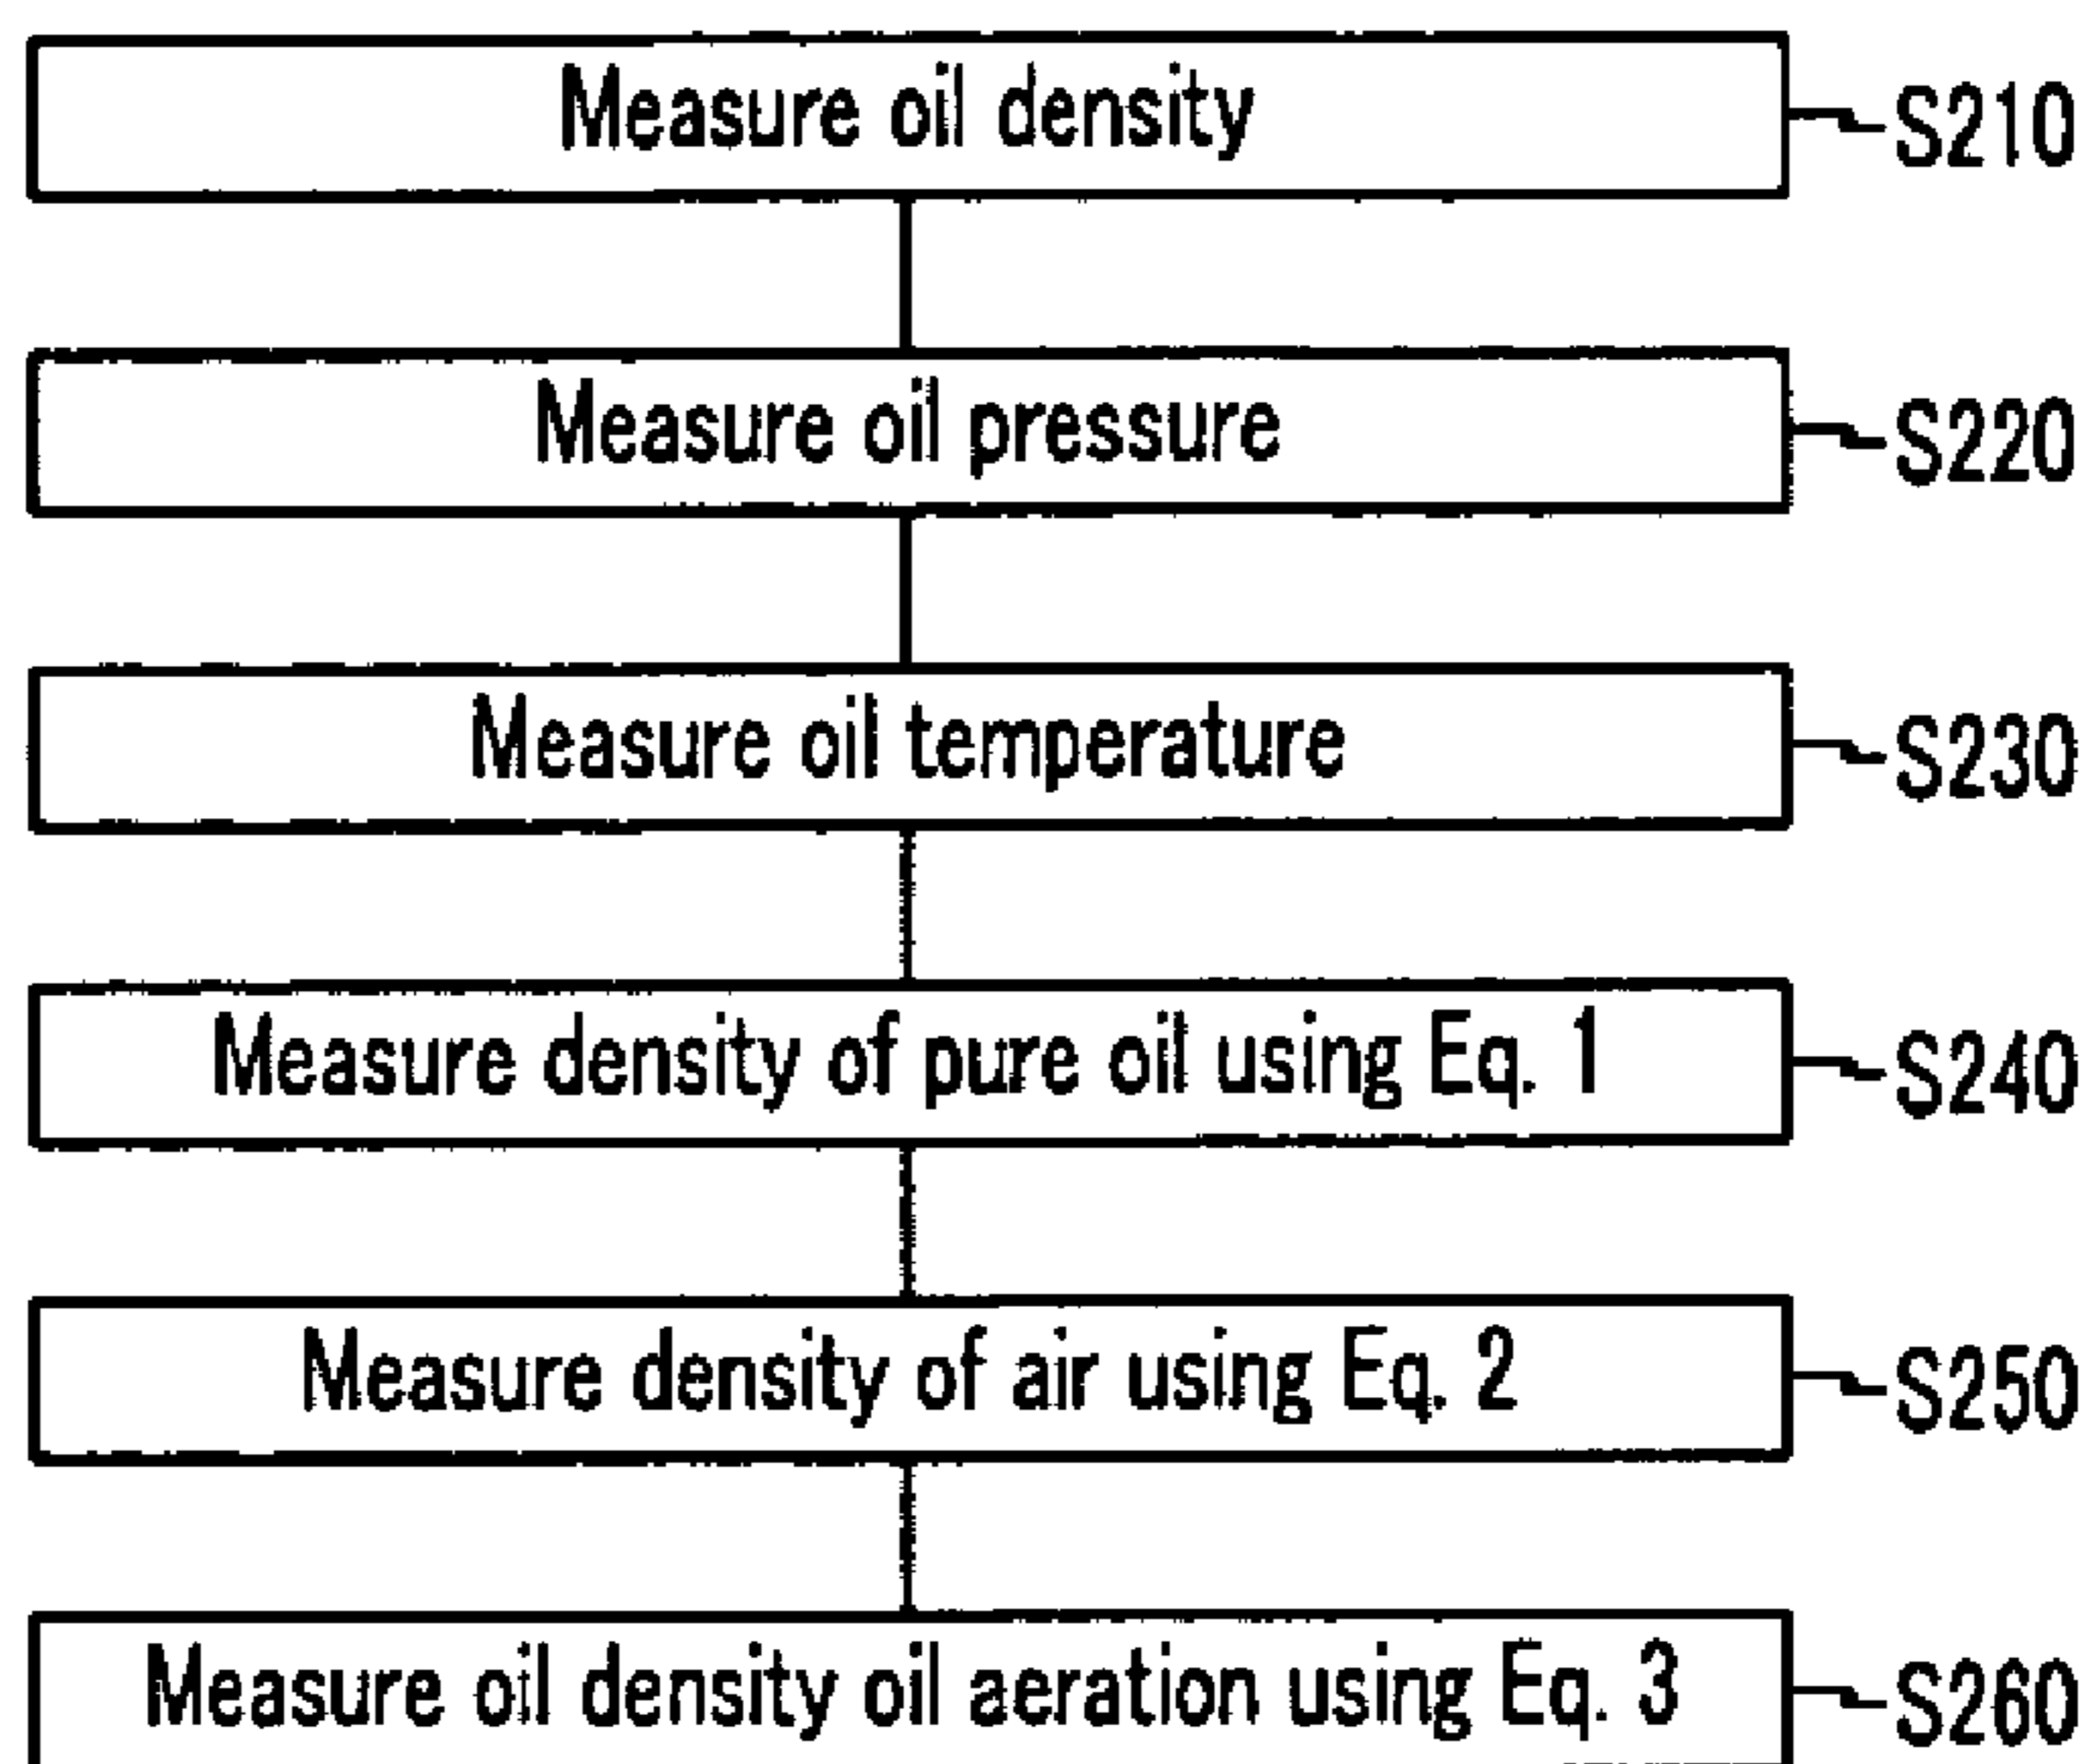 Measure oil density
S210
Measure oil pressure
S220
Measure oil temperature
S230
Measure density of pure oil using Eq. 1
S240
Measure density of air using Eq. 2
S250
Measure oil density oil aeration using Eq. 3
S260